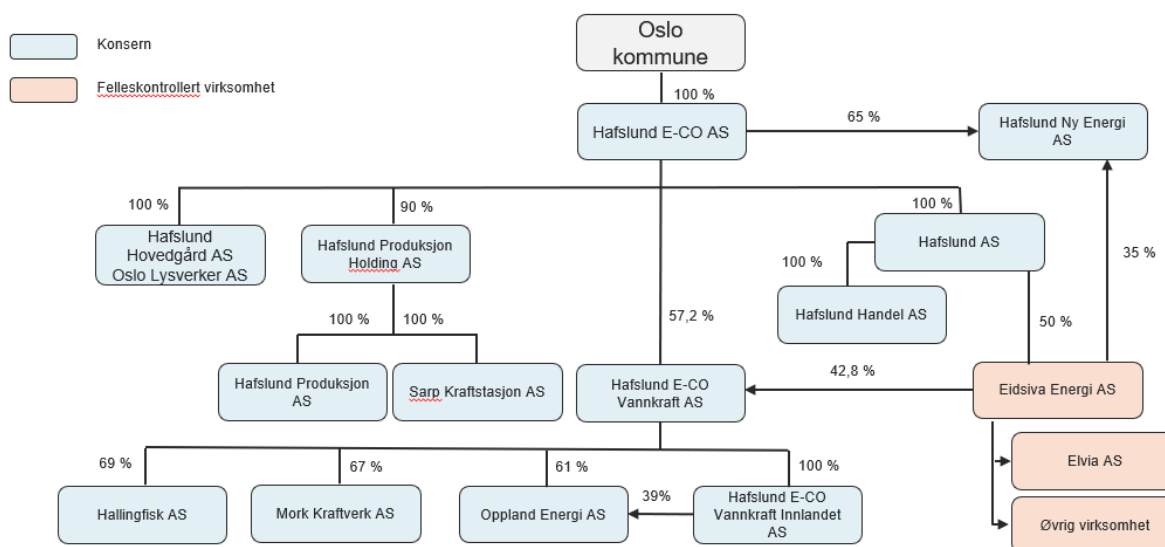 Oslo
kommune
Konsern
Felleskontrollert virksomhet
100 %
Hafslund E-CO AS
65 %
Hafslund Ny Energi
AS
100 %
90 %
100 %
Hafslund
Hovedgård AS
Oslo Lysverker AS
Hafslund Produksjon
Holding AS
Hafslund AS
35 %
100 %
Hafslund Handel AS
50 %
57,2 %
100 %
100 %
Hafslund Produksjon
AS
Sarp Kraftstasjon AS
Hafslund E-CO
Vannkraft
AS
42,8 %
Eidsiva Energi AS
69 %
67 %
61 %
100 %
Elvia AS
Hallingfisk AS
Mork Kraftverk AS
Oppland Energi AS
39%
Hafslund E-CO
Vannkraft Innlandet
AS
Øvrig virksomhet